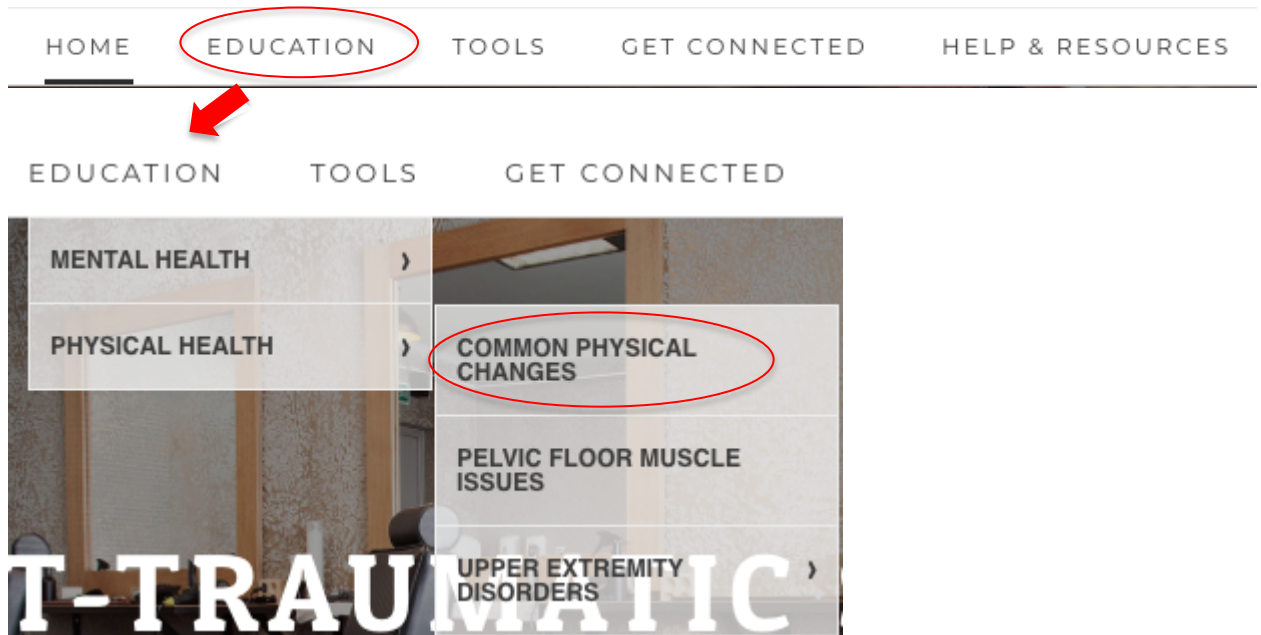 HOME EDUCATION TOOLS GET CONNECTED HELP & RESOURCES
EDUCATION TOOLS GET CONNECTED
MENTAL HEALTH ›
PHYSICAL HEALTH ›
COMMON PHYSICAL
CHANGES
PELVIC FLOOR MUSCLE
ISSUES
UPPER EXTREMITY ›
DISORDERS
T-TRAUMATIC